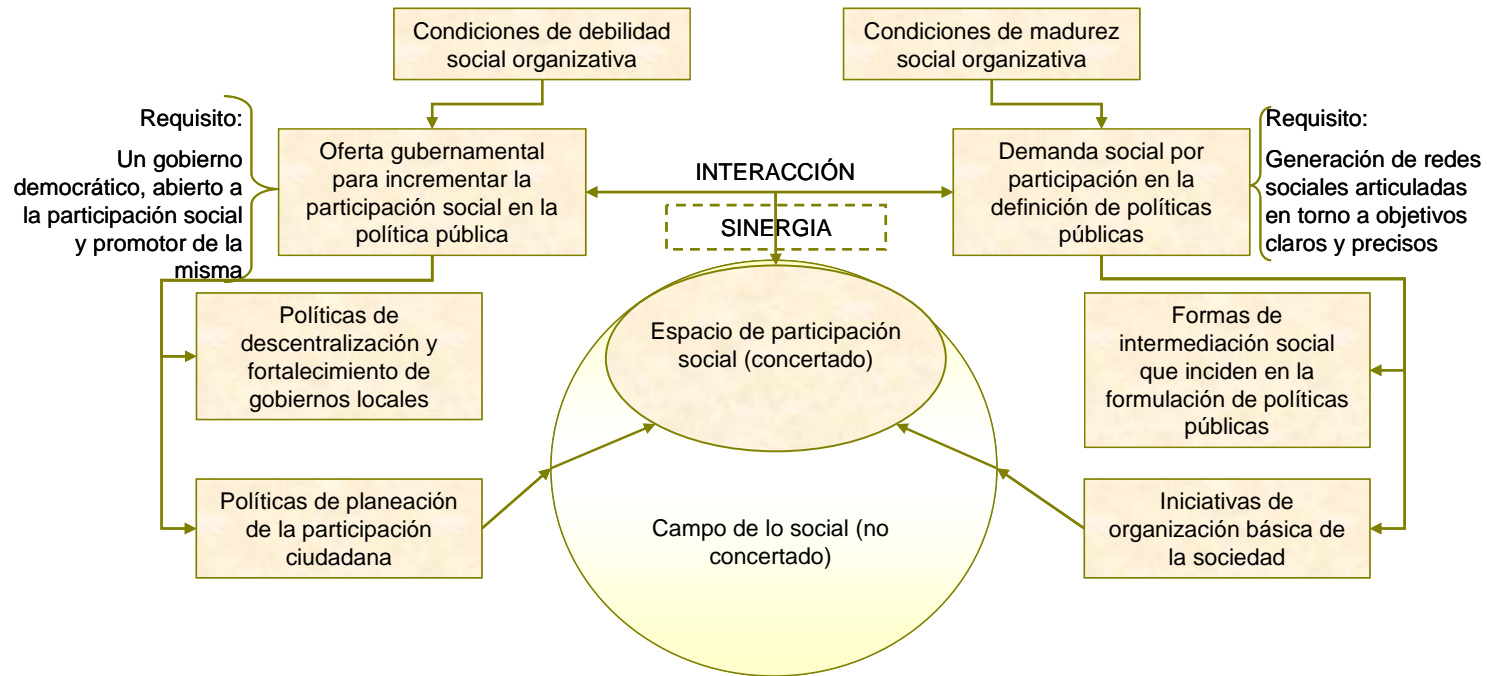 Condiciones de debilidad
social organizativa
Condiciones de madurez
social organizativa
Requisito:
Un gobierno
democrático, abierto a
la participación social
y promotor de la
misma
Oferta gubernamental
para incrementar la
participación social en la
política pública
INTERACCIÓN
SINERGIA
Demanda social por
participación en la
definición de políticas
públicas
Requisito:
Generación de redes
sociales articuladas
en torno a objetivos
claros y precisos
Políticas de
descentralización y
fortalecimiento de
gobiernos locales
Espacio de participación
social (concertado)
Formas de
intermediación social
que inciden en la
formulación de políticas
públicas
Políticas de planeación
de la participación
ciudadana
Campo de lo social (no
concertado)
Iniciativas de
organización básica de
la sociedad